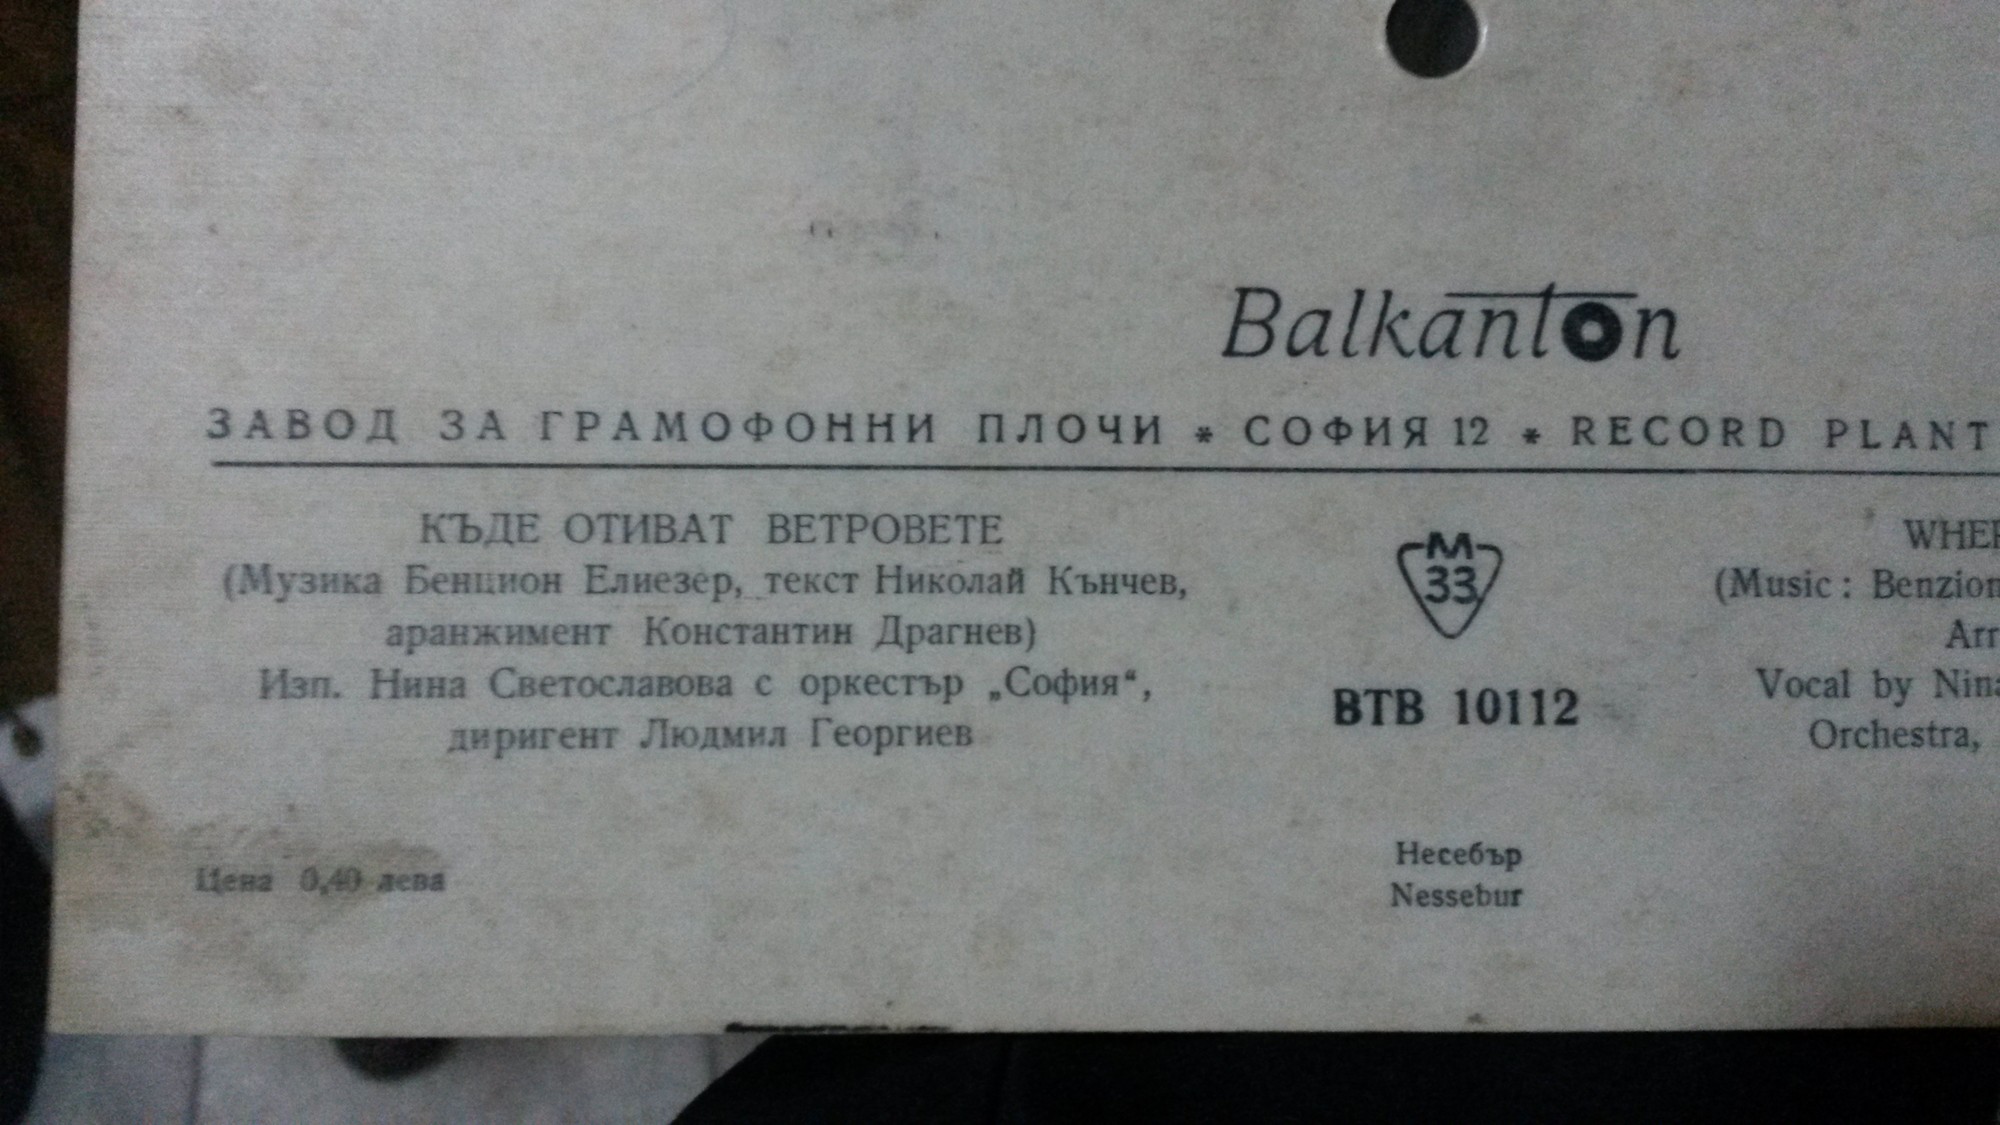 Balkanton
ЗАВОД ЗА ГРАМОФОННИ ПЛОЧИ * СОФИЯ 12 * RECORD PLANT
КЪДЕ ОТИВАТ ВЕТРОВЕТЕ
(Музика Бенцион Елиезер, текст Николай Кънчев,
аранжимент Константин Драгнев)
Изп. Нина Светославова с оркестър „София“,
диригент Людмил Георгиев
Цена 0,40 лева
М
33
ВТВ 10112
Несебър
Nessebur
WHER
(Music : Benzion
Arr
Vocal by Nina
Orchestra,